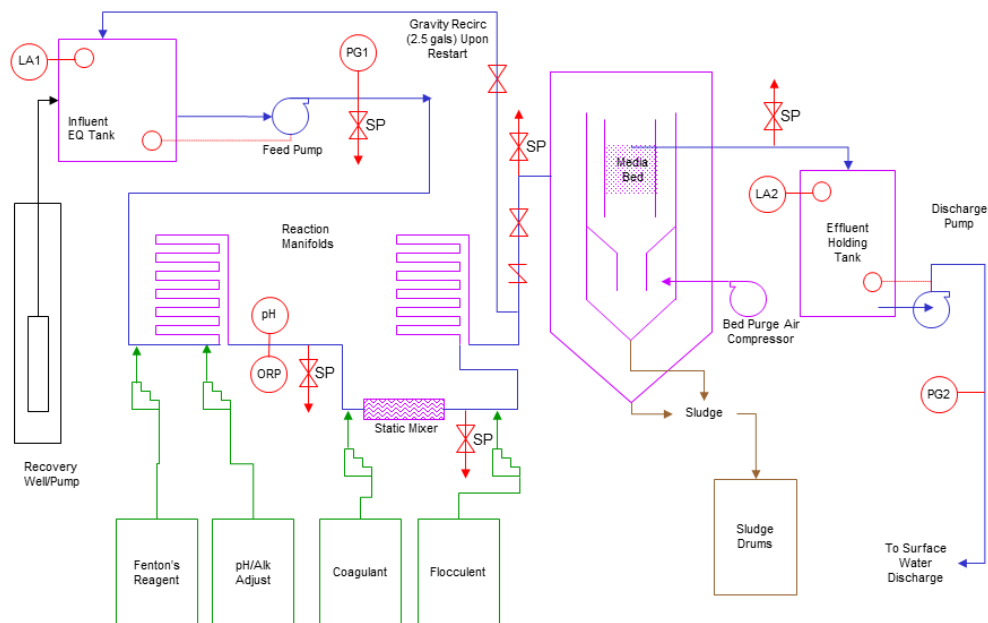 Gravity Recirc
(2.5 gals) Upon
Restart
LA1
PG1
Influent
EQ Tank
SP
Feed Pump
SP
SP
Media
Bed
LA2
Effluent
Holding
Tank
Discharge
Pump
Reaction
Manifolds
pH
ORP
SP
Bed Purge Air
Compressor
PG2
Static Mixer
SP
Sludge
Recovery
Well/Pump
Fenton's
Reagent
pH/Alk
Adjust
Coagulant
Flocculent
Sludge
Drums
To Surface
Water
Discharge